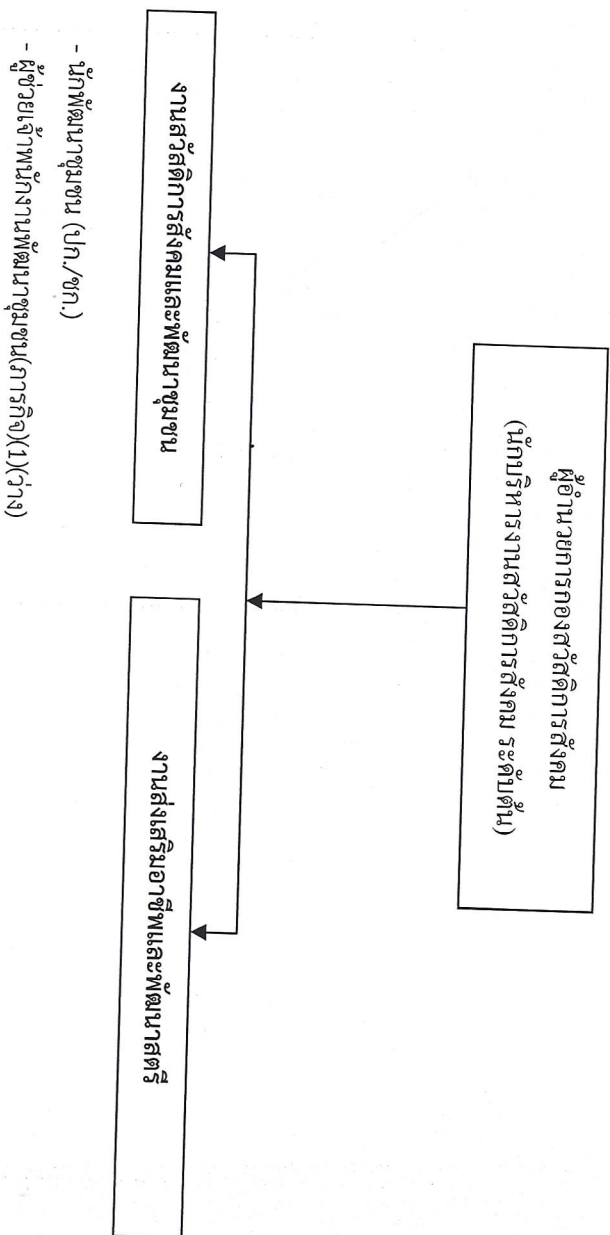 ผู้อำนวยการกองสวัสดิการสังคม
(นักบริหารงานสวัสดิการสังคม ระดับต้น)
งานสวัสดิการสังคมและพัฒนาชุมชน
งานส่งเสริมอาชีพและพัฒนาสตรี
- นักพัฒนาชุมชน (ปก./ชก.)
- ผู้ช่วยเจ้าพนักงานพัฒนาชุมชน(ภารกิจ)(1)(ว่าง)